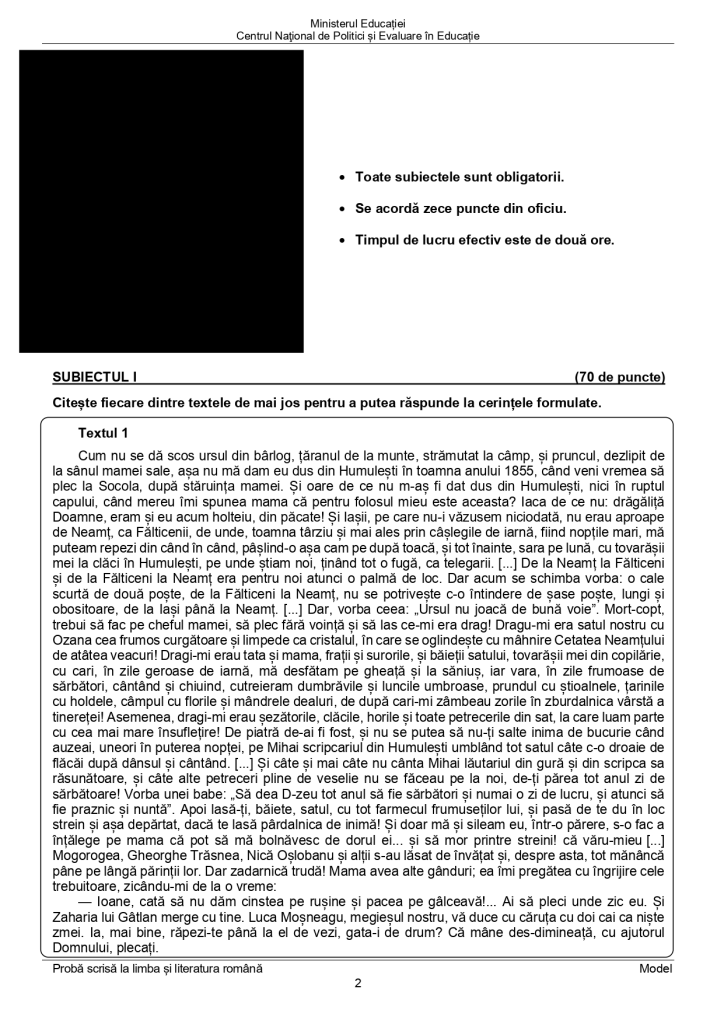 Ministerul Educației
Centrul Naţional de Politici și Evaluare în Educație
• Toate subiectele sunt obligatorii.
• Se acordă zece puncte din oficiu.
• Timpul de lucru efectiv este de două ore.
SUBIECTUL I (70 de puncte)
Citește fiecare dintre textele de mai jos pentru a putea răspunde la cerințele formulate.
Textul 1
Cum nu se dă scos ursul din bârlog, țăranul de la munte, strămutat la câmp, și pruncul, dezlipit de
la sânul mamei sale, așa nu mă dam eu dus din Humulești în toamna anului 1855, când veni vremea să
plec la Socola, după stăruința mamei. Și oare de ce nu m-aș fi dat dus din Humulești, nici în ruptul
capului, când mereu îmi spunea mama că pentru folosul mieu este aceasta? Iaca de ce nu: drăgăliță
Doamne, eram și eu acum holteiu, din păcate! Și Iașii, pe care nu-i văzusem niciodată, nu erau aproape
de Neamț, ca Fălticenii, de unde, toamna târziu și mai ales prin câșlegile de iarnă, fiind nopțile mari, mă
puteam repezi din când în când, pâșlind-o așa cam pe după toacă, și tot înainte, sara pe lună, cu tovarășii
mei la clăci în Humulești, pe unde știam noi, ținând tot o fugă, ca telegarii. [...] De la Neamț la Fălticeni
și de la Fălticeni la Neamț era pentru noi atunci o palmă de loc. Dar acum se schimba vorba: o cale
scurtă de două poște, de la Fălticeni la Neamț, nu se potrivește c-o întindere de șase poște, lungi și
obositoare, de la Iași până la Neamț. [...] Dar, vorba ceea: „Ursul nu joacă de bună voie”. Mort-copt,
trebui să fac pe cheful mamei, să plec fără voință și să las ce-mi era drag! Dragu-mi era satul nostru cu
Ozana cea frumos curgătoare și limpede ca cristalul, în care se oglindește cu mâhnire Cetatea Neamțului
de atâtea veacuri! Dragi-mi erau tata și mama, frații și surorile, și băieții satului, tovarășii mei din copilărie,
cu cari, în zile geroase de iarnă, mă desfătam pe gheață și la săniuș, iar vara, în zile frumoase de
sărbători, cântând și chiuind, cutreieram dumbrăvile și luncile umbroase, prundul cu știoalnele, țarinile
cu holdele, câmpul cu florile și mândrele dealuri, de după cari-mi zâmbeau zorile în zburdalnica vârstă a
tinereței! Asemenea, dragi-mi erau șezătorile, clăcile, horile și toate petrecerile din sat, la care luam parte
cu cea mai mare însuflețire! De piatră de-ai fi fost, și nu se putea să nu-ți salte inima de bucurie când
auzeai, uneori în puterea nopței, pe Mihai scripcariul din Humulești umblând tot satul câte c-o droaie de
flăcăi după dânsul și cântând. [...] Și câte și mai câte nu cânta Mihai lăutariul din gură și din scripca sa
răsunătoare, și câte alte petreceri pline de veselie nu se făceau pe la noi, de-ți părea tot anul zi de
sărbătoare! Vorba unei babe: „Să dea D-zeu tot anul să fie sărbători și numai o zi de lucru, și atunci să
fie praznic și nuntă”. Apoi lasă-ți, băiete, satul, cu tot farmecul frumuseților lui, și pasă de te du în loc
strein și așa depărtat, dacă te lasă pârdalnica de inimă! Și doar mă și sileam eu, într-o părere, s-o fac a
înțălege pe mama că pot să mă bolnăvesc de dorul ei... și să mor printre streini! că văru-mieu [...]
Mogorogea, Gheorghe Trăsnea, Nică Oșlobanu și alții s-au lăsat de învățat și, despre asta, tot mănâncă
pâne pe lângă părinții lor. Dar zadarnică trudă! Mama avea alte gânduri; ea îmi pregătea cu îngrijire cele
trebuitoare, zicându-mi de la o vreme:
— Ioane, cată să nu dăm cinstea pe rușine și pacea pe gâlceavă!... Ai să pleci unde zic eu. Și
Zaharia lui Gâtlan merge cu tine. Luca Moșneagu, megieșul nostru, vă duce cu căruța cu doi cai ca niște
zmei. Ia, mai bine, răpezi-te până la el de vezi, gata-i de drum? Că mâne des-dimineață, cu ajutorul
Domnului, plecați.
Probă scrisă la limba și literatura română Model
2